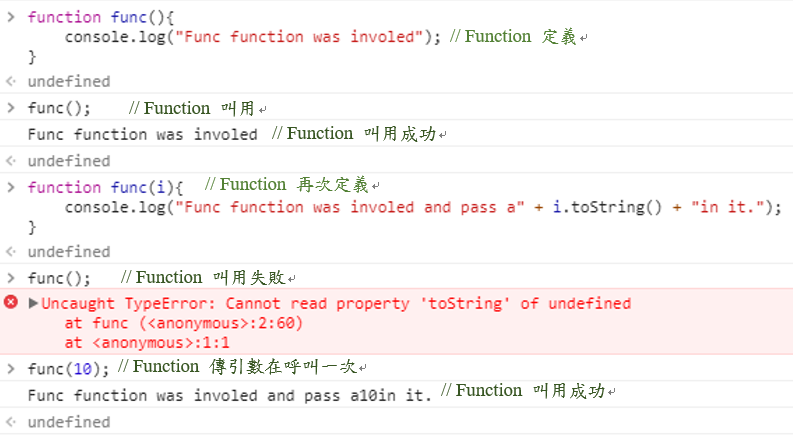 > function func(){
console.log("Func function was involed"); // Function 定義↵
}
<· undefined
> func(); // Function 叫用↵
Func function was involed // Function 叫用成功↵
<· undefined
> function func(i){ // Function 再次定義↵
console.log("Func function was involed and pass a" + i.toString() + "in it.");
}
<· undefined
> func(); // Function 叫用失敗↵
▶Uncaught TypeError: Cannot read property 'toString' of undefined
at func (<anonymous>:2:60)
at <anonymous>:1:1
> func(10); // Function 傳引數在呼叫一次↵
Func function was involed and pass a10in it. // Function 叫用成功↵
<· undefined